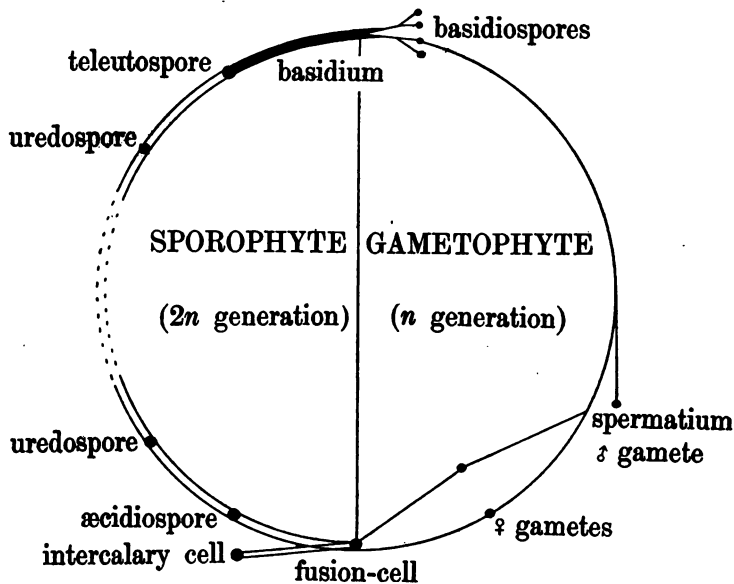 basidiospores
teleutospore
basidium
uredospore
SPOROPHYTE GAMETOPHYTE
(2n generation) (n generation)
spermatium
♂ gamete
uredospore
æcidiospore
♀ gametes
intercalary cell
fusion-cell